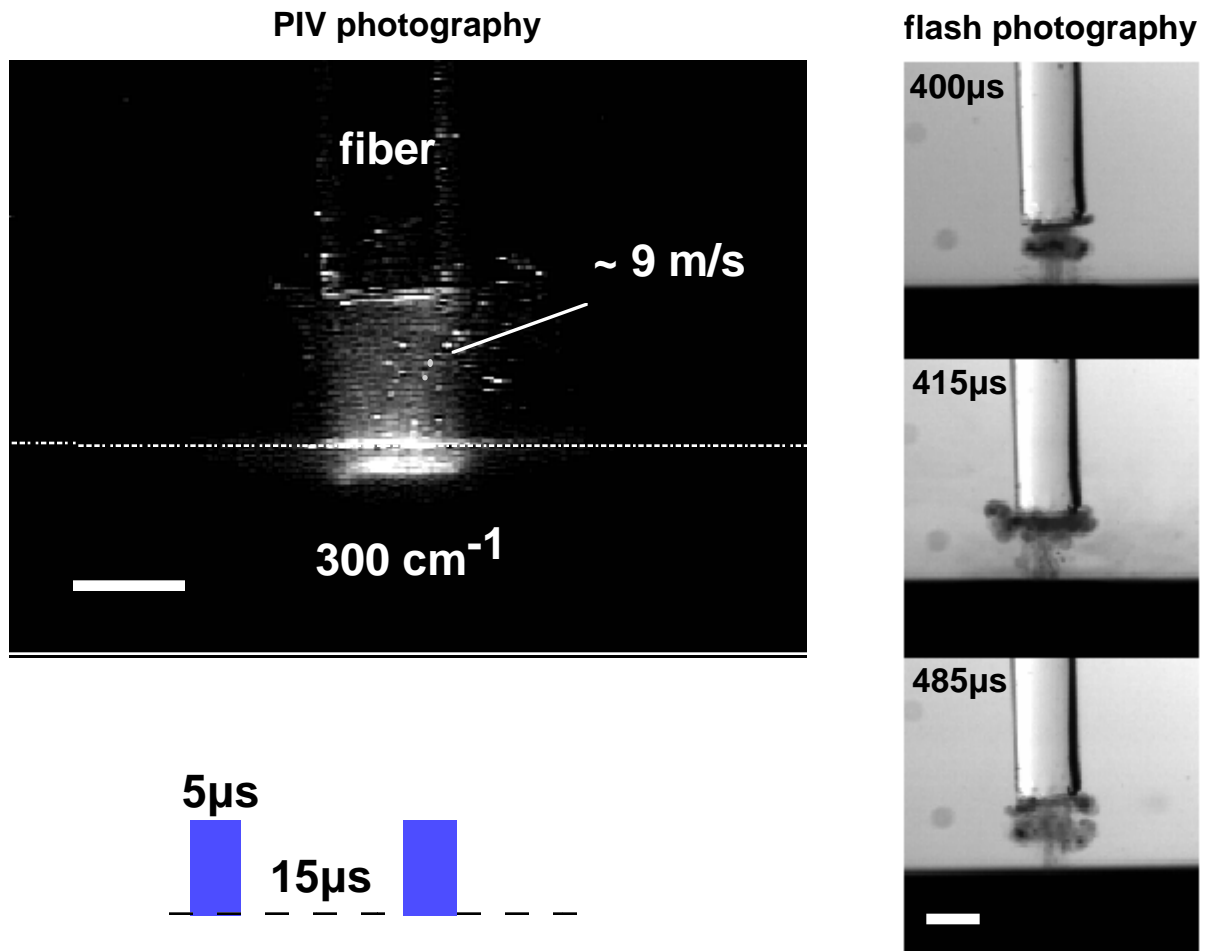 PIV photography
fiber
~ 9 m/s
300 cm-1
5µs
15µs
flash photography
400µs
415µs
485µs